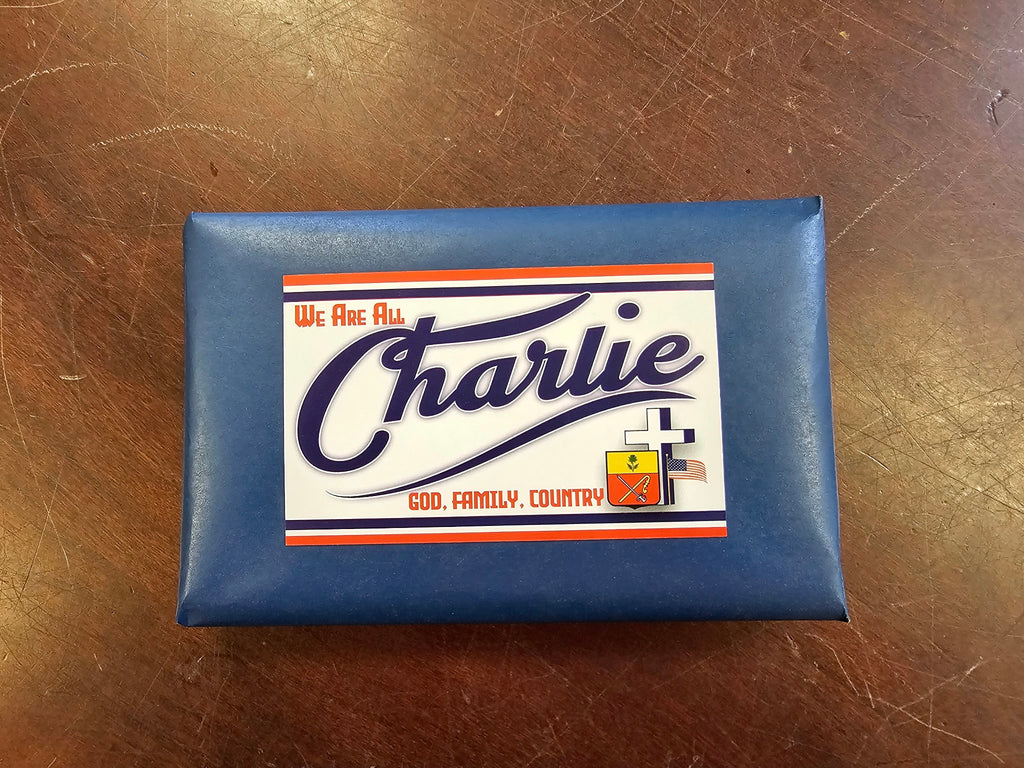 We Are All
Charlie
GOD, FAMILY, COUNTRY